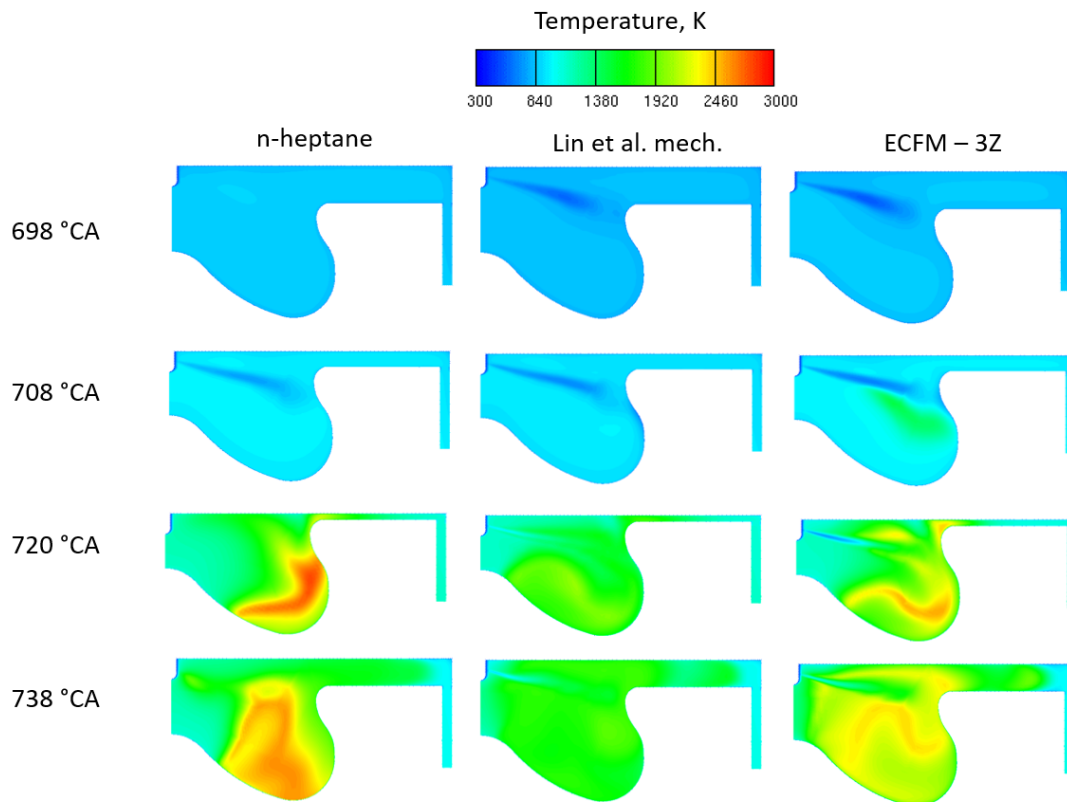 Temperature, K
300 840 1380 1920 2460 3000
n-heptane Lin et al. mech. ECFM – 3Z
698 °CA
708 °CA
720 °CA
738 °CA